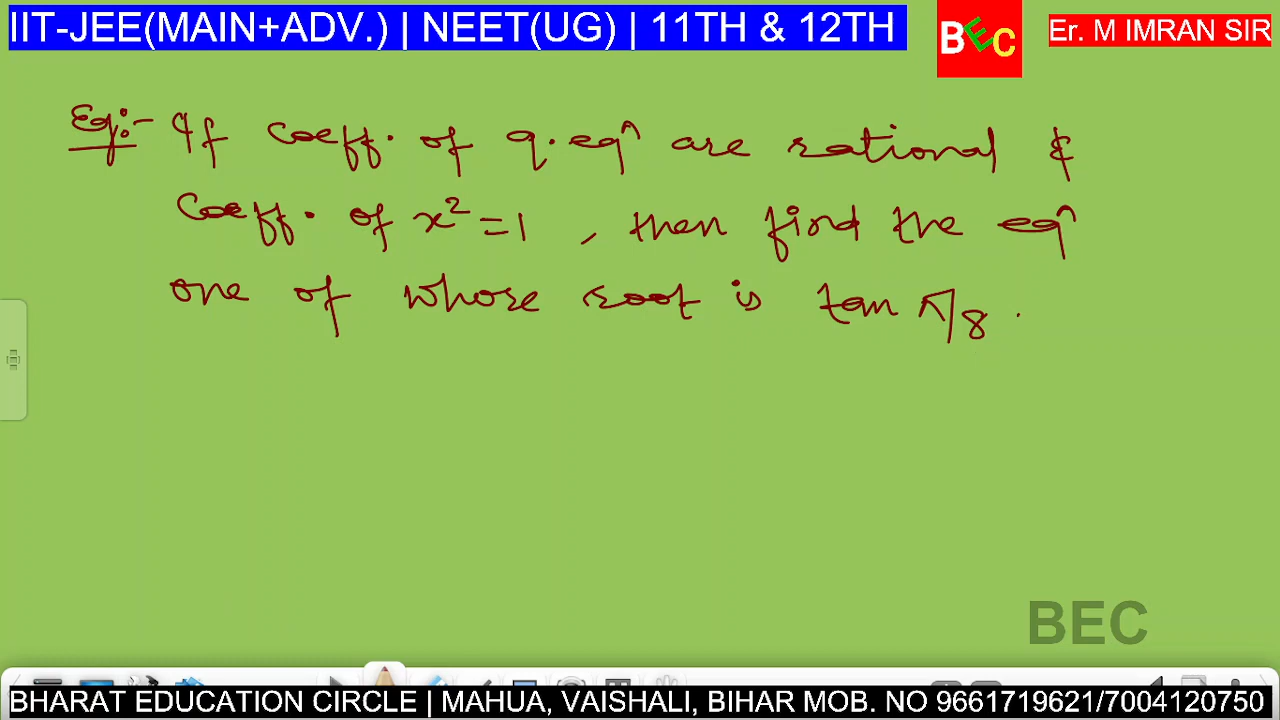 IIT-JEE(MAIN+ADV.) | NEET(UG) | 11TH & 12TH
BEC
Er. M IMRAN SIR
Eg:- If coeff. of q. eqⁿ are rational &
coeff. of x² = 1, then find the eqⁿ
one of whose root is tan π/8.
BEC
BHARAT EDUCATION CIRCLE | MAHUA, VAISHALI, BIHAR MOB. NO 9661719621/7004120750